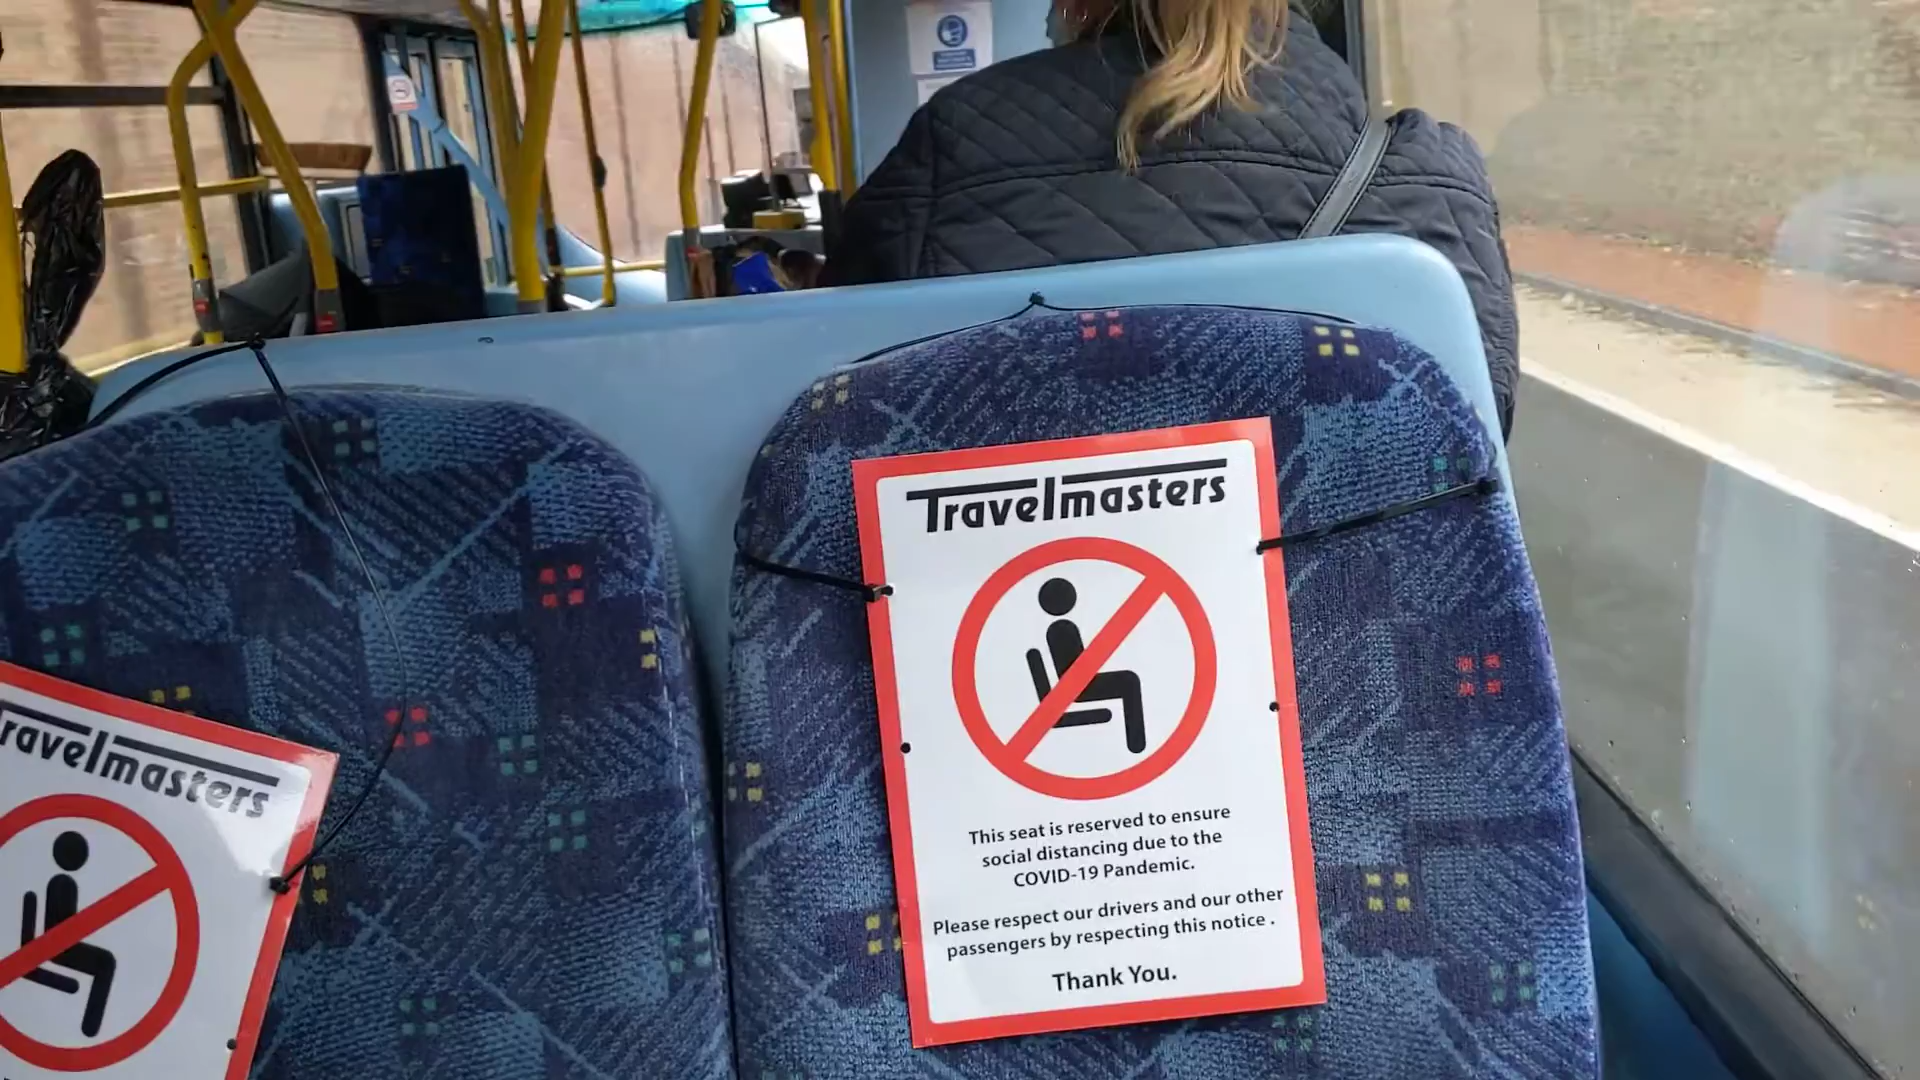 Travelmasters
This seat is reserved to ensure
social distancing due to the
COVID-19 Pandemic.
Please respect our drivers and our other
passengers by respecting this notice .
Thank You.
Travelmasters